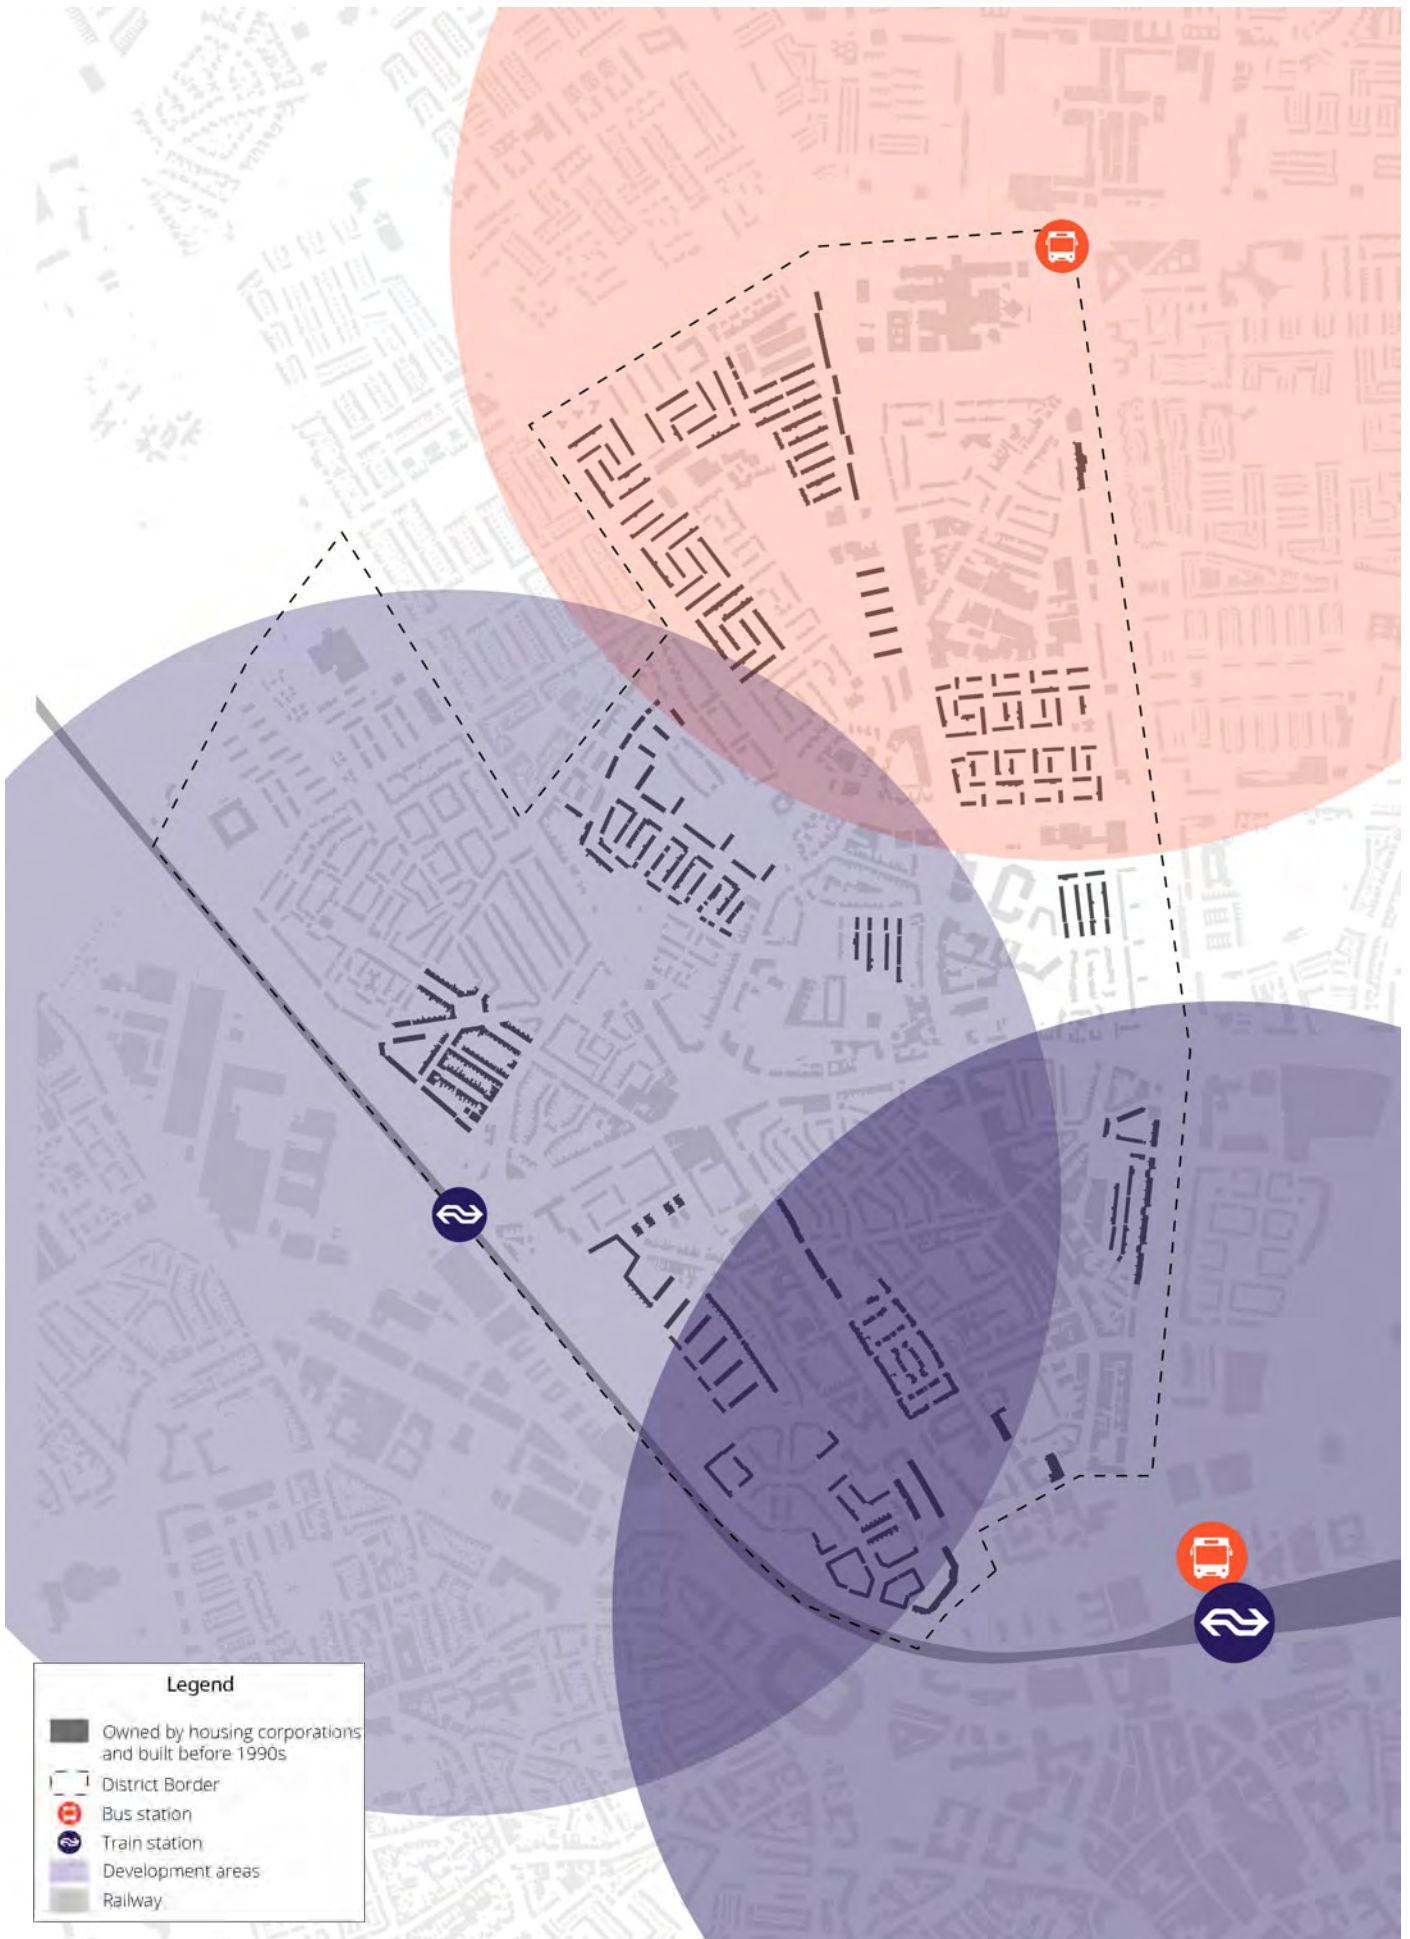 Legend
Owned by housing corporations
and built before 1990s
District Border
Bus station
Train station
Development areas
Railway